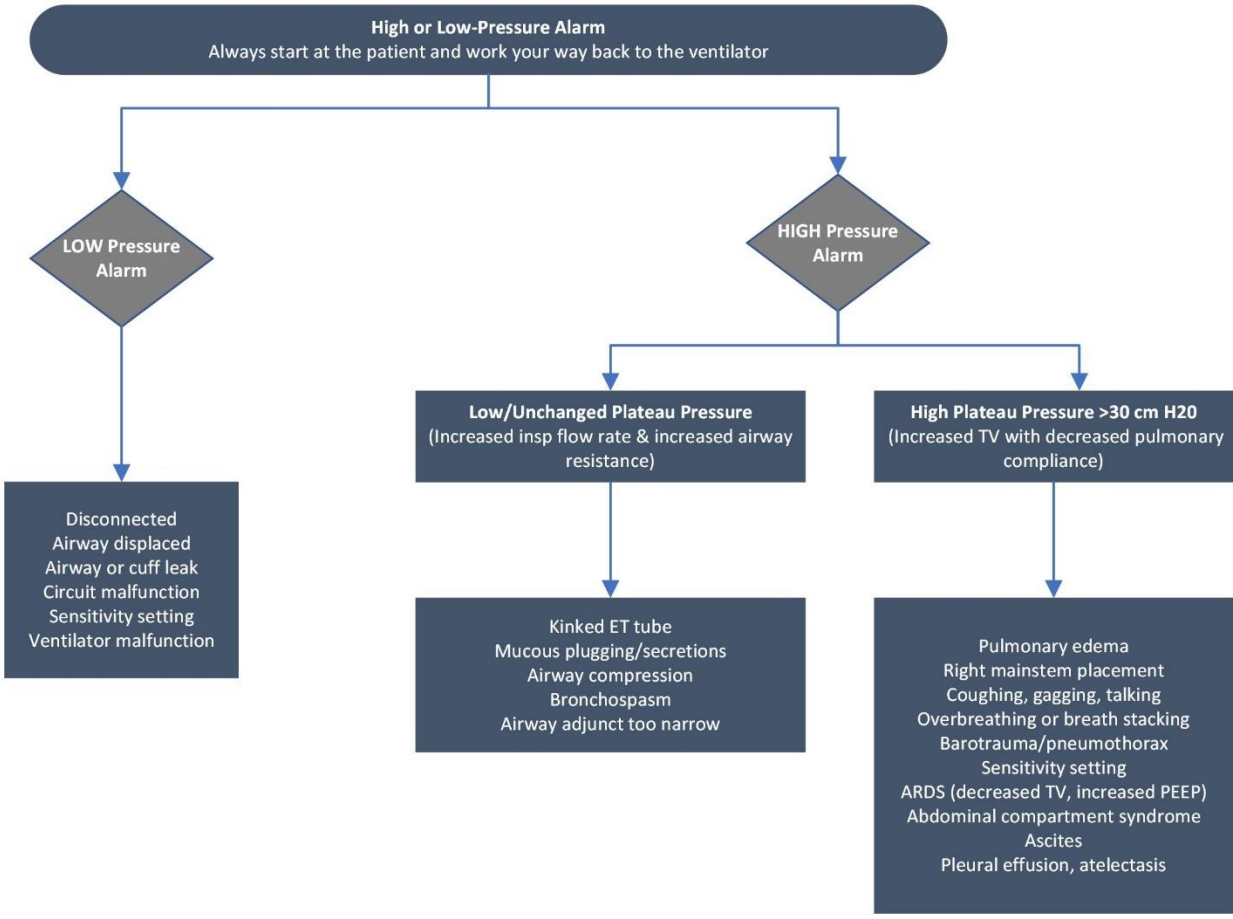 High or Low-Pressure Alarm
Always start at the patient and work your way back to the ventilator
LOW Pressure
Alarm
HIGH Pressure
Alarm
Low/Unchanged Plateau Pressure
(Increased insp flow rate & increased airway
resistance)
High Plateau Pressure >30 cm H20
(Increased TV with decreased pulmonary
compliance)
Disconnected
Airway displaced
Airway or cuff leak
Circuit malfunction
Sensitivity setting
Ventilator malfunction
Kinked ET tube
Mucous plugging/secretions
Airway compression
Bronchospasm
Airway adjunct too narrow
Pulmonary edema
Right mainstem placement
Coughing, gagging, talking
Overbreathing or breath stacking
Barotrauma/pneumothorax
Sensitivity setting
ARDS (decreased TV, increased PEEP)
Abdominal compartment syndrome
Ascites
Pleural effusion, atelectasis